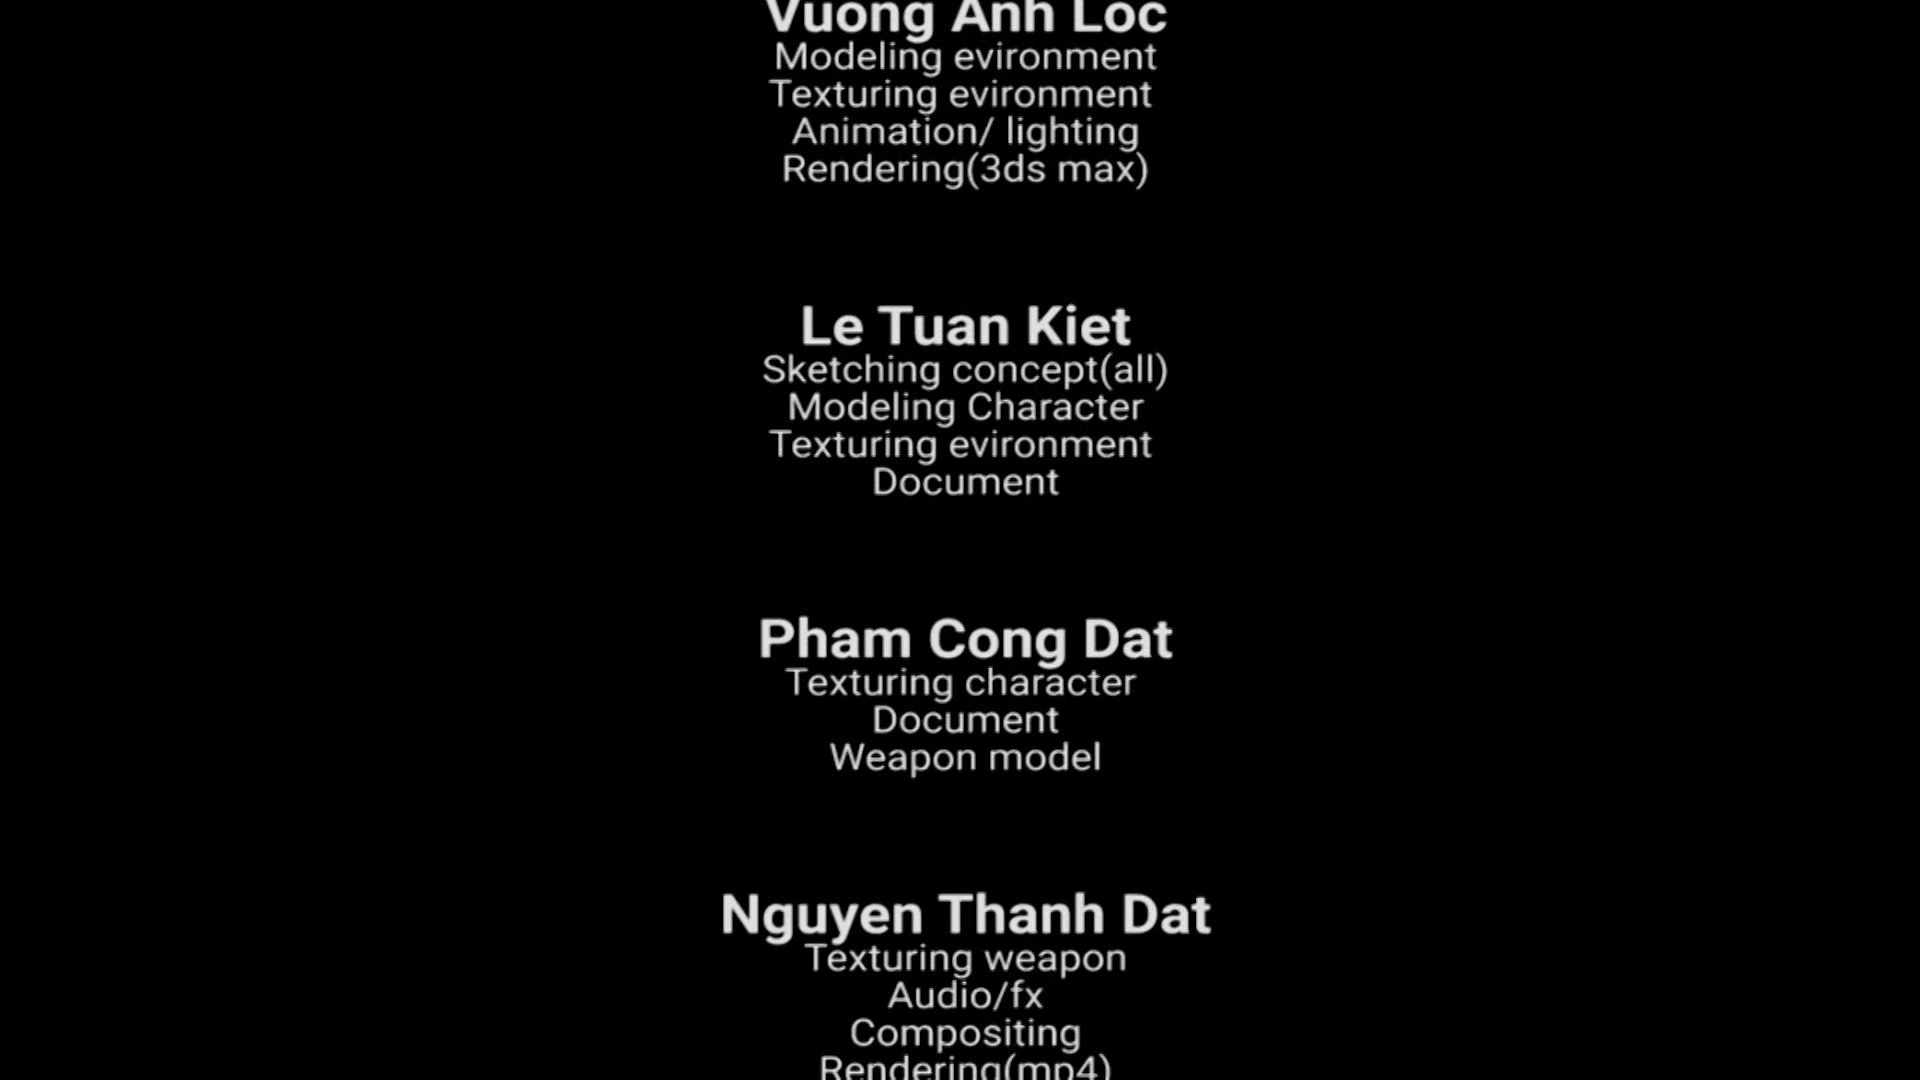 Vuong Anh Loc
Modeling evironment
Texturing evironment
Animation/ lighting
Rendering(3ds max)
Le Tuan Kiet
Sketching concept(all)
Modeling Character
Texturing evironment
Document
Pham Cong Dat
Texturing character
Document
Weapon model
Nguyen Thanh Dat
Texturing weapon
Audio/fx
Compositing
Rendering(mp4)